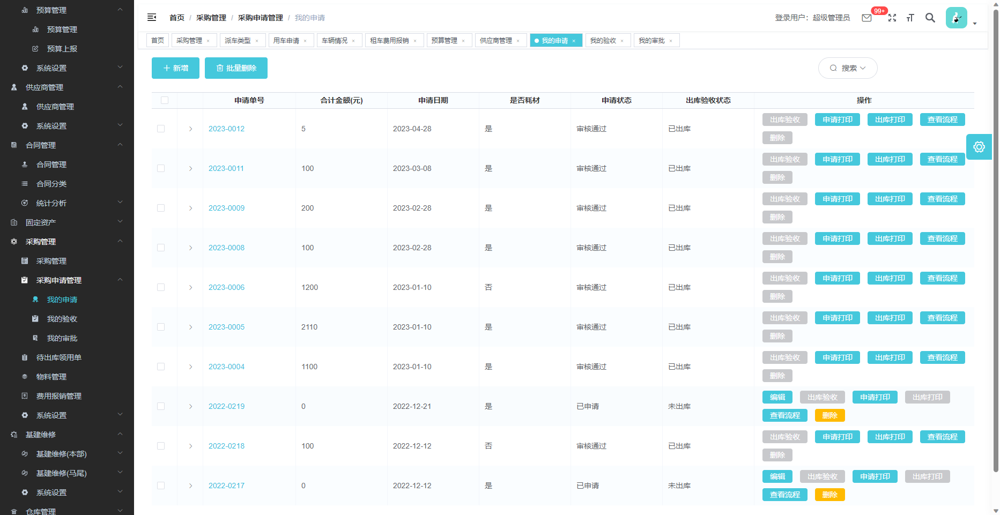 预算管理
预算管理
预算上报
系统设置
供应商管理
供应商管理
系统设置
合同管理
合同管理
合同分类
统计分析
固定资产
采购管理
采购管理
采购申请管理
我的申请
我的验收
我的审批
待出库领用单
物料管理
费用报销管理
系统设置
基建维修
基建维修(本部)
基建维修(马尾)
系统设置
仓库管理
首页 / 采购管理 / 采购申请管理 / 我的申请
登录用户：超级管理员 99+
首页 采购管理 × 派车类型 × 用车申请 × 车辆情况 × 租车费用报销 × 预算管理 × 供应商管理 × 我的申请 × 我的验收 × 我的审批 ×
+ 新增 批量删除 搜索
申请单号 合计金额(元) 申请日期 是否耗材 申请状态 出库验收状态 操作
2023-0012 5 2023-04-28 是 审核通过 已出库 出库验收 申请打印 出库打印 查看流程
删除
2023-0011 100 2023-03-08 是 审核通过 已出库 出库验收 申请打印 出库打印 查看流程
删除
2023-0009 200 2023-02-28 是 审核通过 已出库 出库验收 申请打印 出库打印 查看流程
删除
2023-0008 100 2023-02-28 是 审核通过 已出库 出库验收 申请打印 出库打印 查看流程
删除
2023-0006 1200 2023-01-10 否 审核通过 已出库 出库验收 申请打印 出库打印 查看流程
删除
2023-0005 2110 2023-01-10 是 审核通过 已出库 出库验收 申请打印 出库打印 查看流程
删除
2023-0004 1100 2023-01-10 是 审核通过 已出库 出库验收 申请打印 出库打印 查看流程
删除
2022-0219 0 2022-12-21 是 已申请 未出库 编辑 出库验收 申请打印 出库打印
查看流程 删除
2022-0218 100 2022-12-12 否 审核通过 已出库 出库验收 申请打印 出库打印 查看流程
删除
2022-0217 0 2022-12-12 是 已申请 未出库 编辑 出库验收 申请打印 出库打印
查看流程 删除